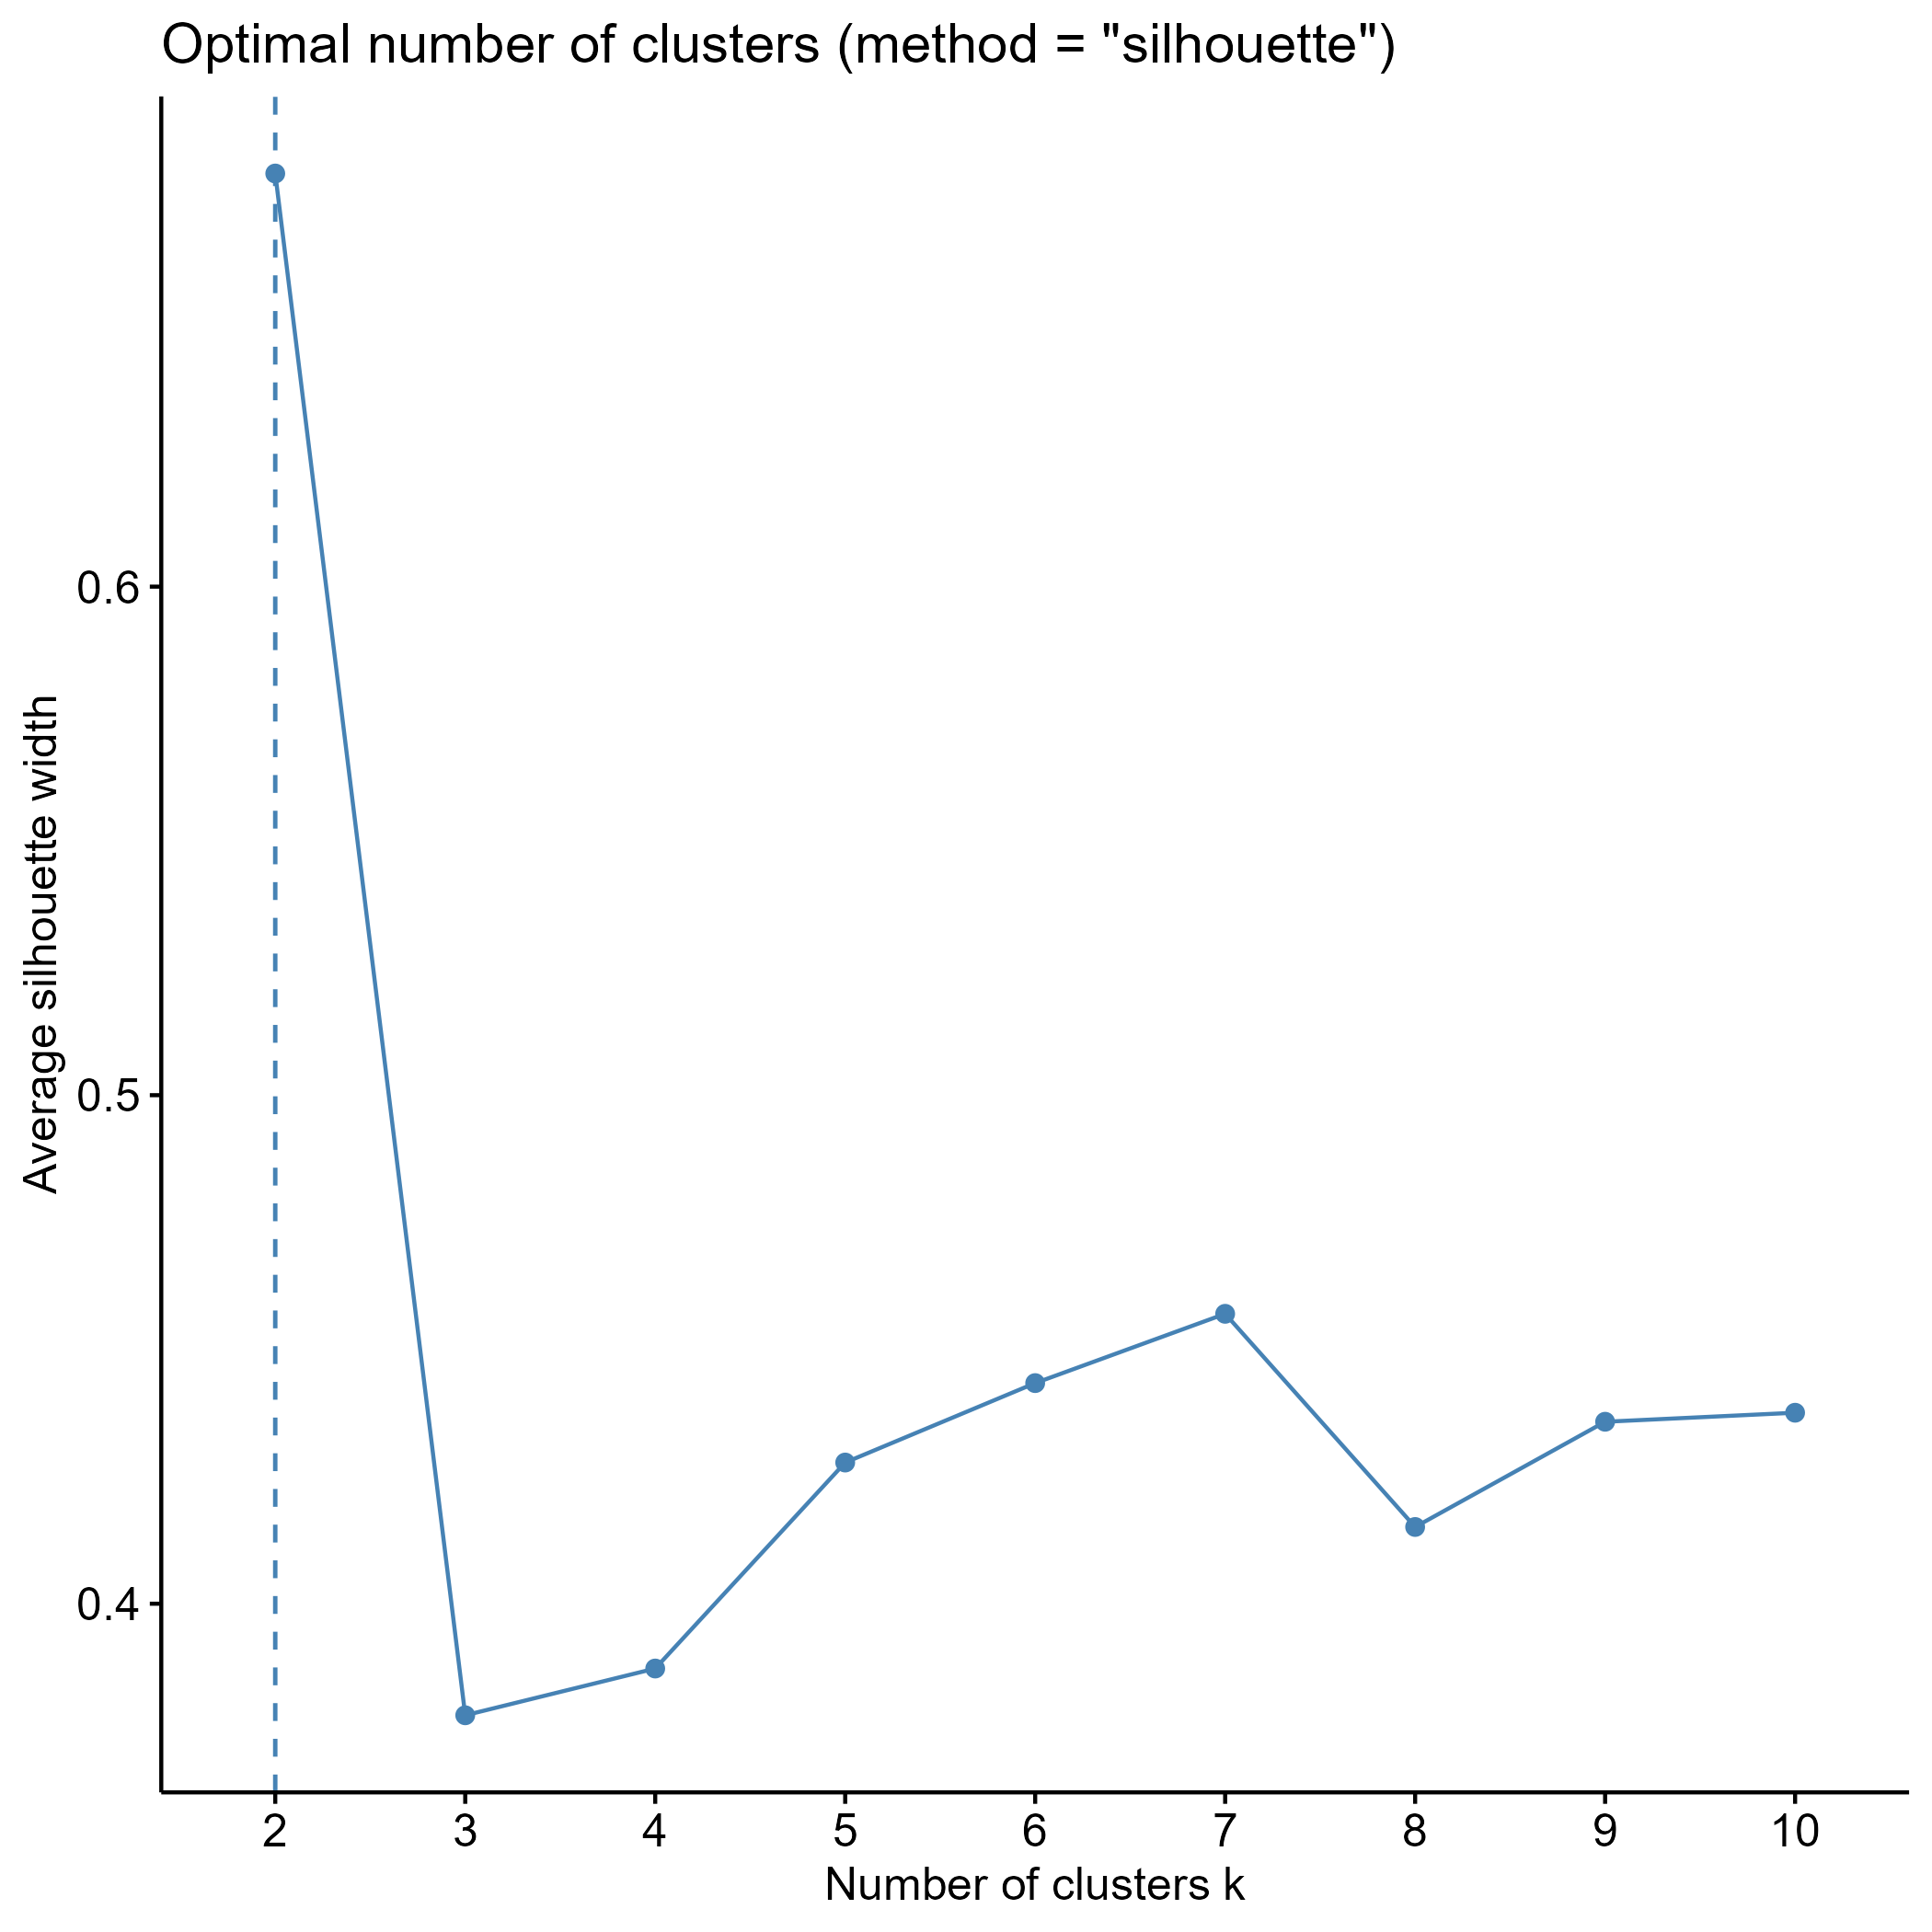 Optimal number of clusters (method = "silhouette")
0.6
0.5
0.4
Average silhouette width
2 3 4 5 6 7 8 9 10
Number of clusters k